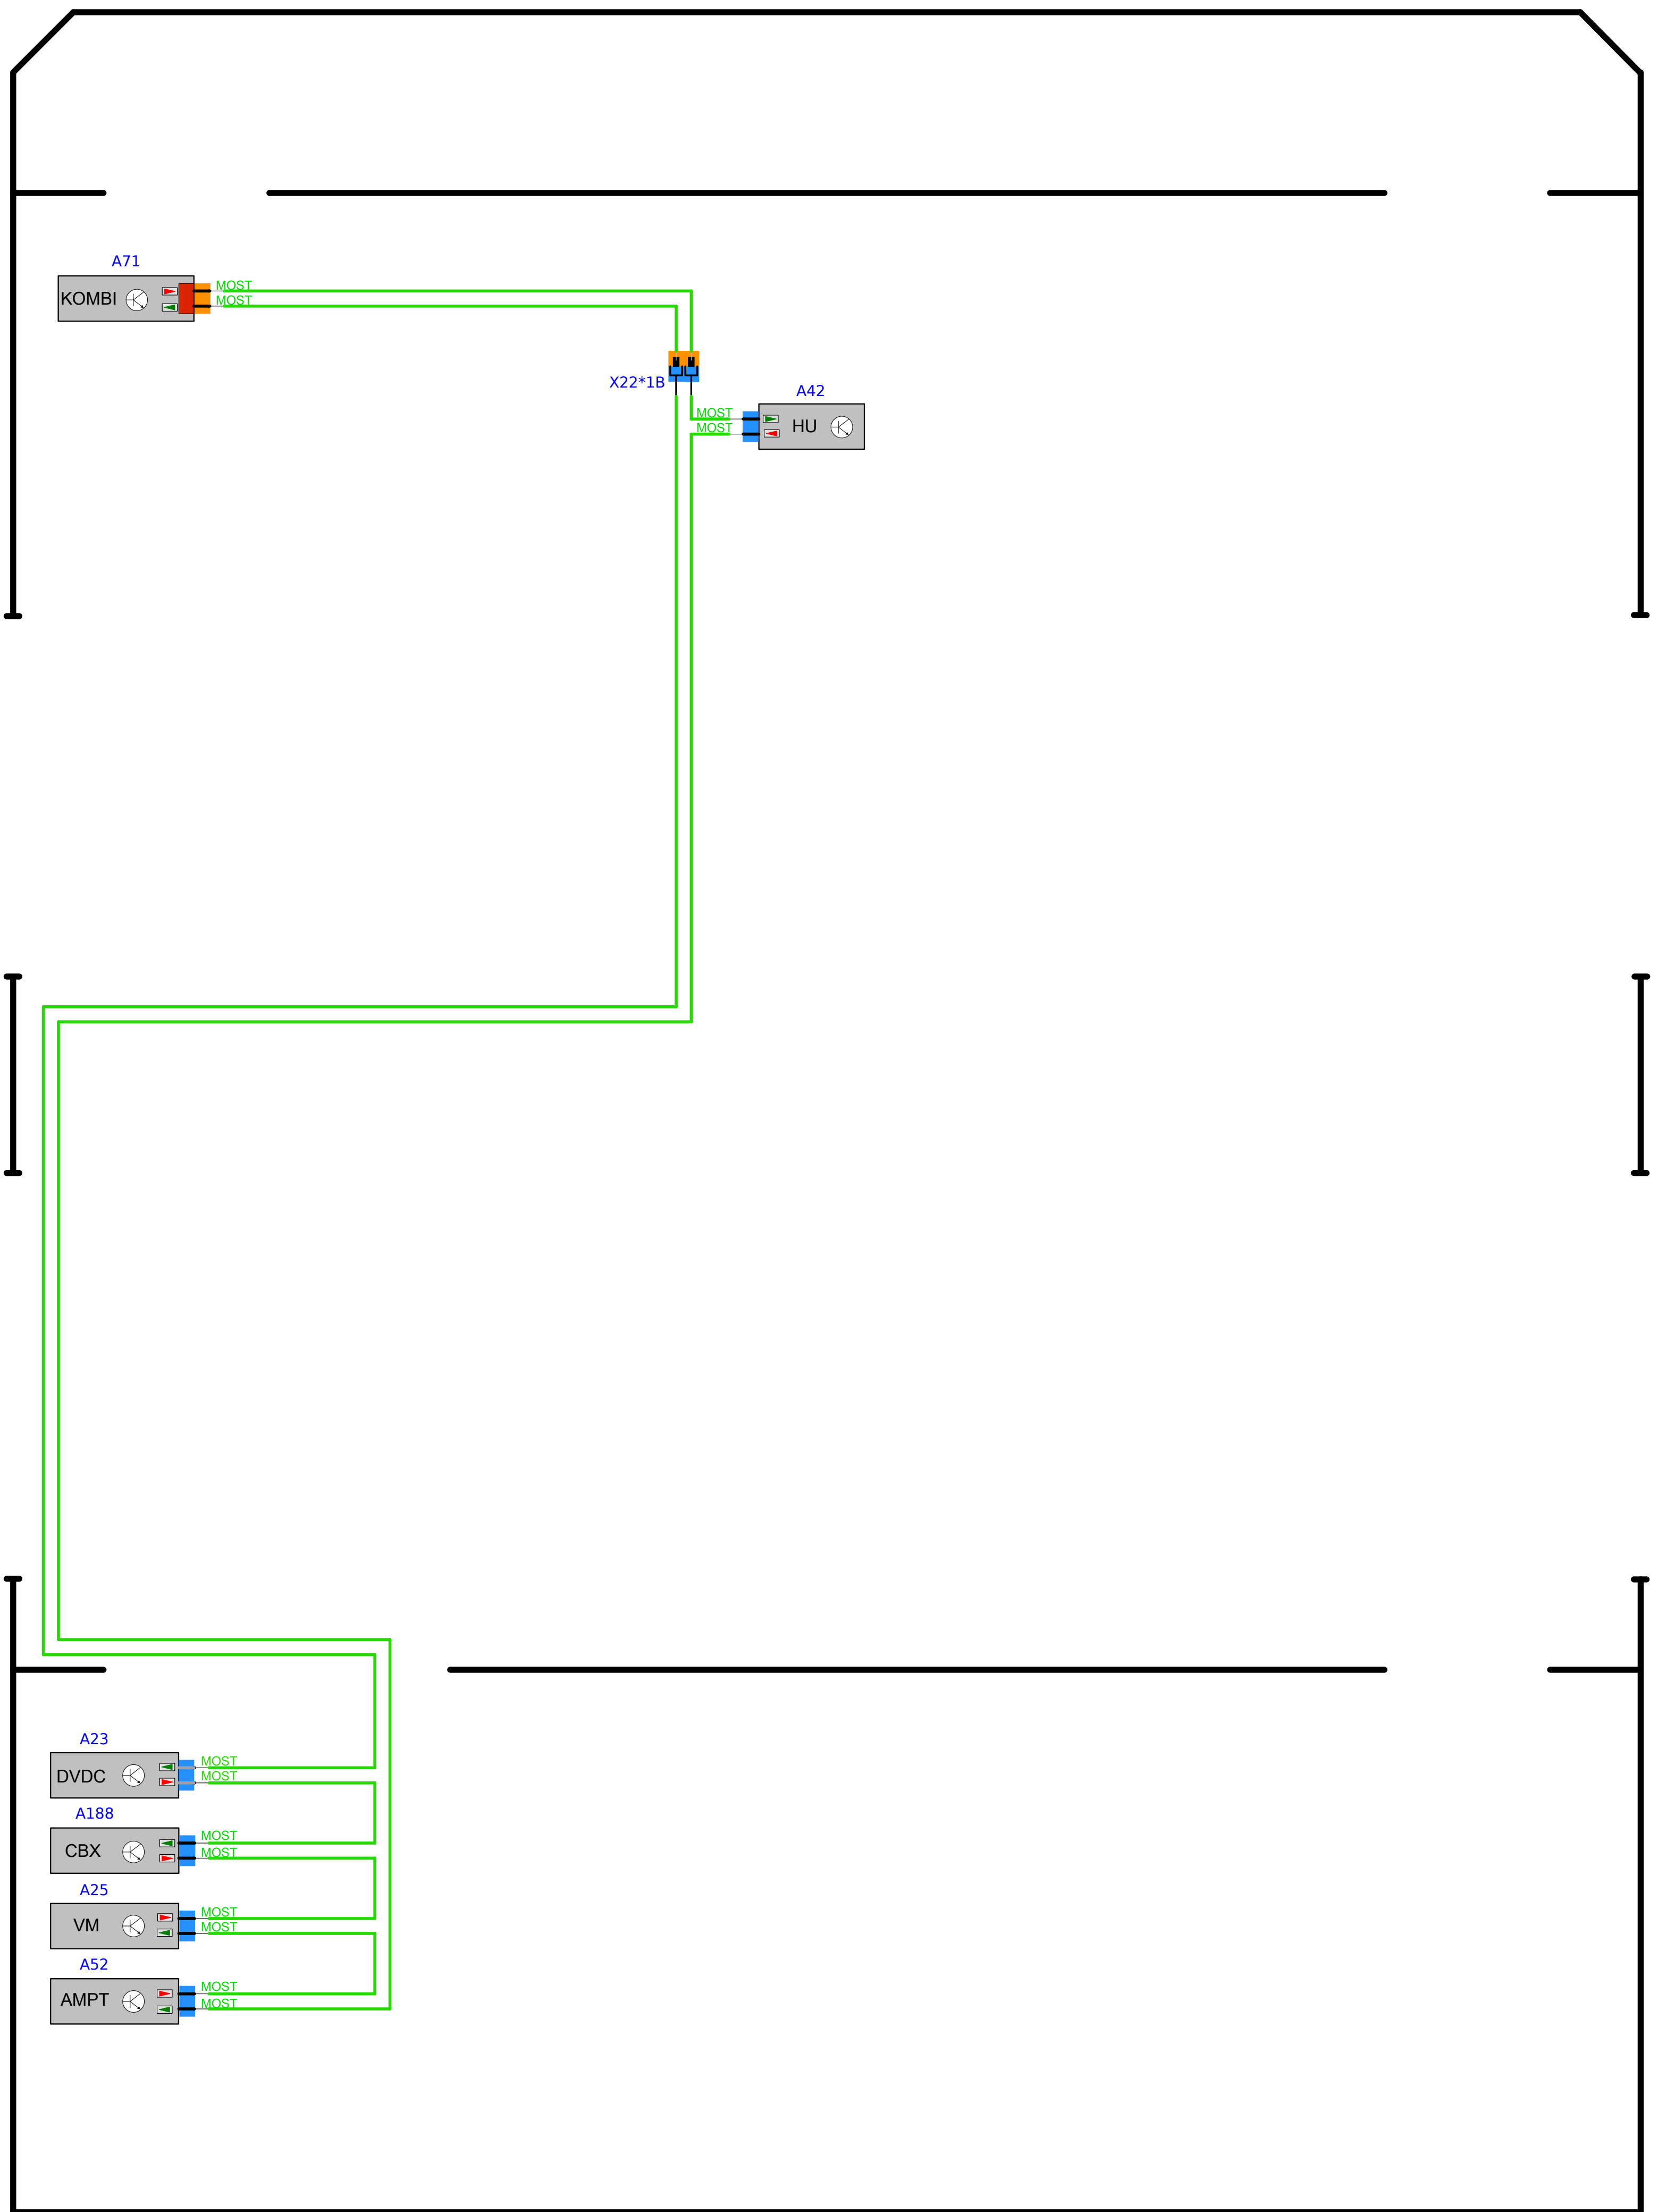 A71
KOMBI
MOST
MOST
X22*1B
A42
MOST
MOST
HU
A23
DVDC
MOST
MOST
A188
CBX
MOST
MOST
A25
VM
MOST
MOST
A52
AMPT
MOST
MOST